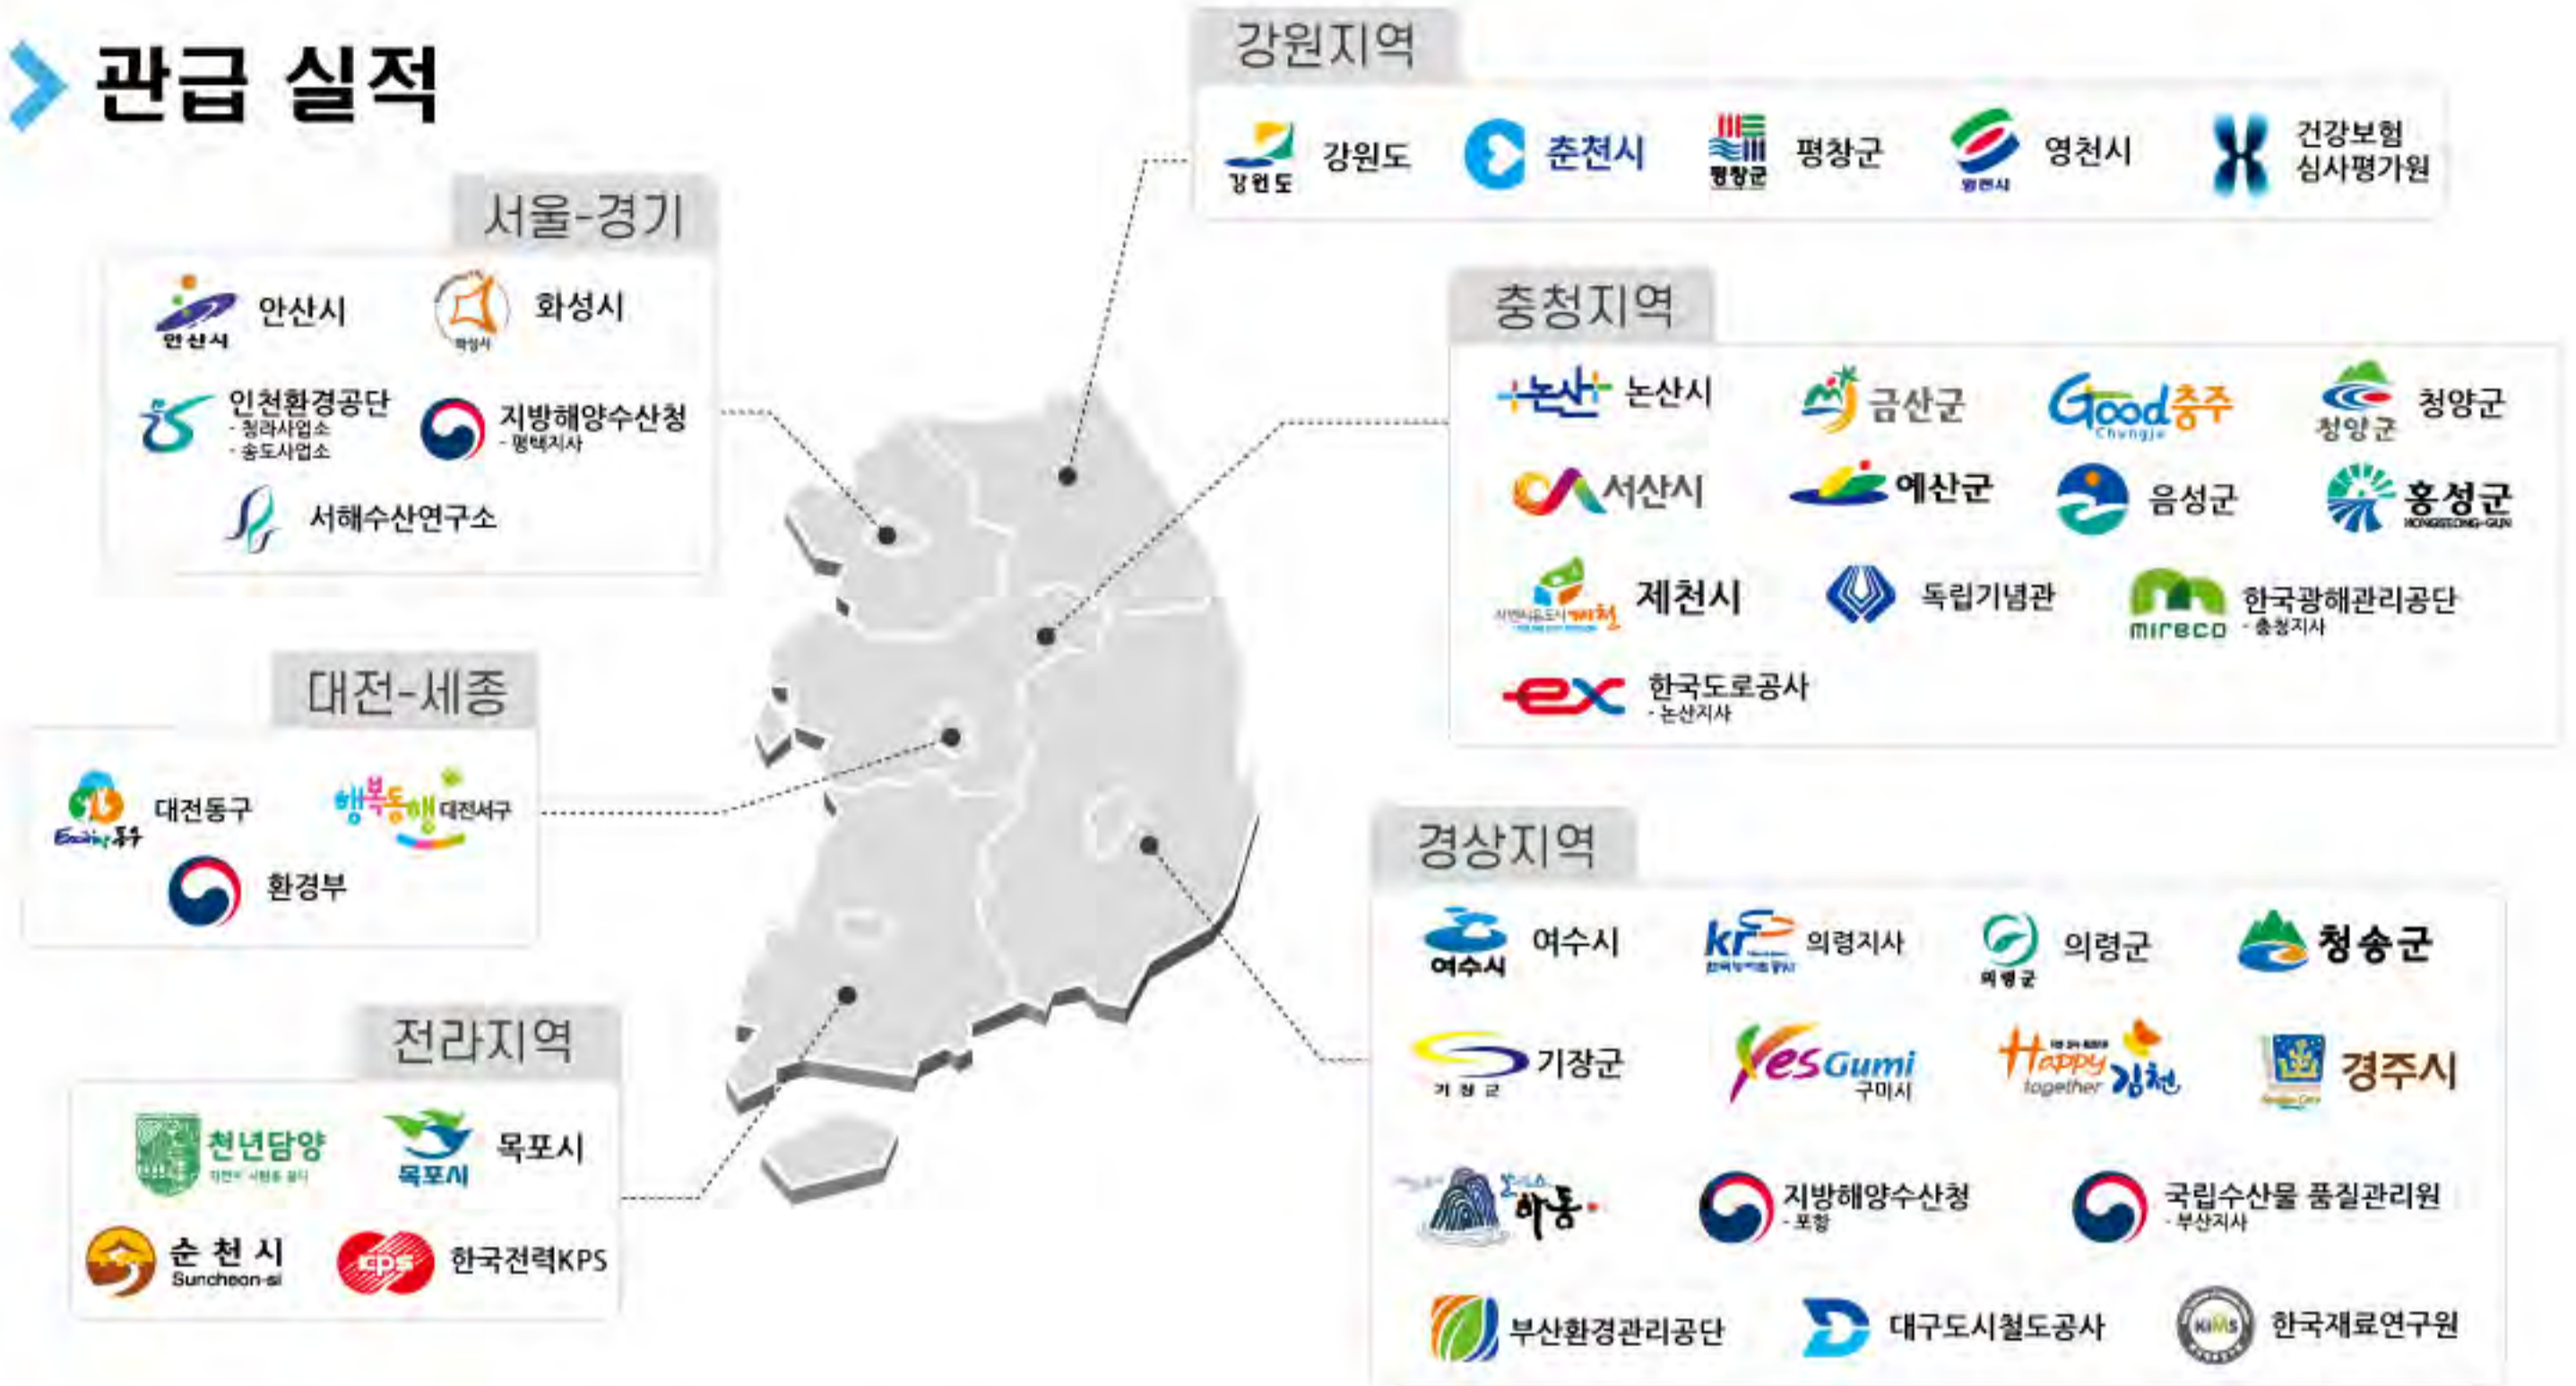 관급 실적
강원지역
강원도 강원도 춘천시 평창군 평창군 영천시 영천시 건강보험
심사평가원
서울-경기
안산시 안산시 화성시 화성시
인천환경공단
- 청라사업소
- 송도사업소
지방해양수산청
- 평택지사
서해수산연구소
충청지역
논산 논산시 금산군 Good충주 Chungju 청양군 청양군
서산시 예산군 음성군 홍성군
HONGSEONG-GUN
제천 제천시 독립기념관 mireco 한국광해관리공단
- 충청지사
ex 한국도로공사
- 논산지사
대전-세종
동구 대전동구 행복동행 대전서구
환경부
경상지역
여수시 여수시 kr 의령지사 의령군 의령군 청송군
기장군 기장군 Yes Gumi
구미시
Happy
together 김천
경주시
하동 지방해양수산청
- 포항
국립수산물 품질관리원
- 부산지사
부산환경관리공단 대구도시철도공사 KIMS 한국재료연구원
전라지역
천년담양
목포시 목포시
순천시
Suncheon-si
KPS 한국전력KPS